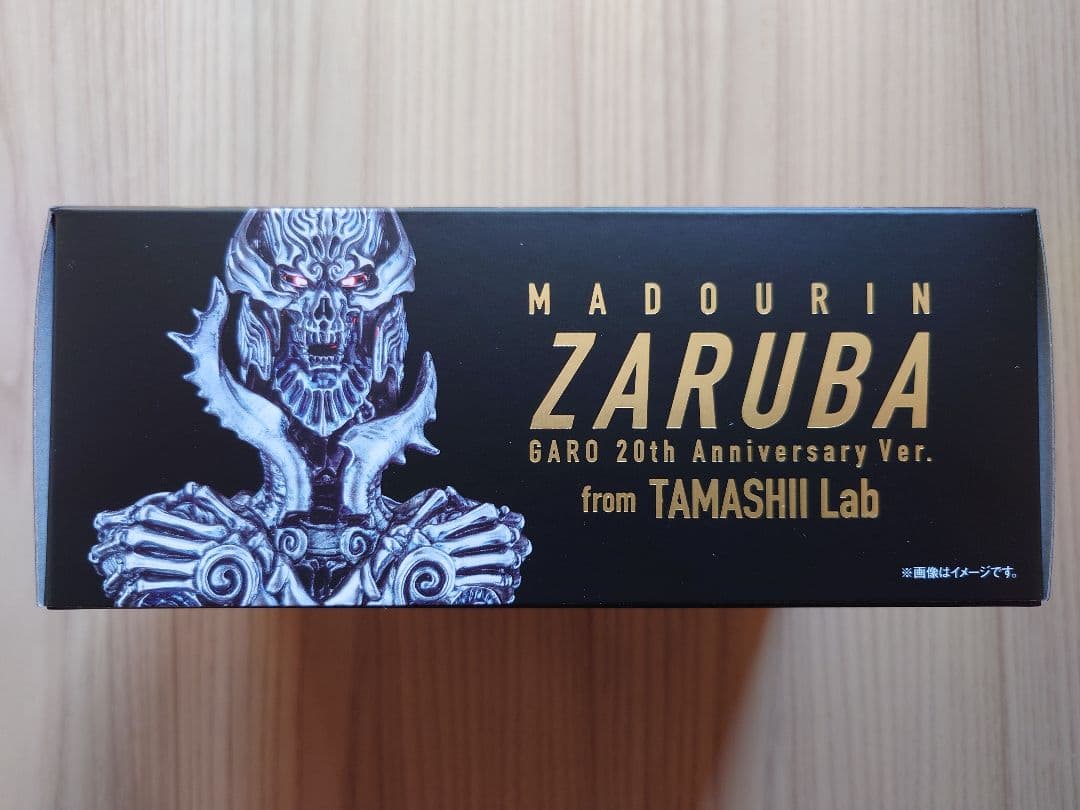 MADOURIN
ZARUBA
GARO 20th Anniversary Ver.
from TAMASHII Lab
※画像はイメージです。